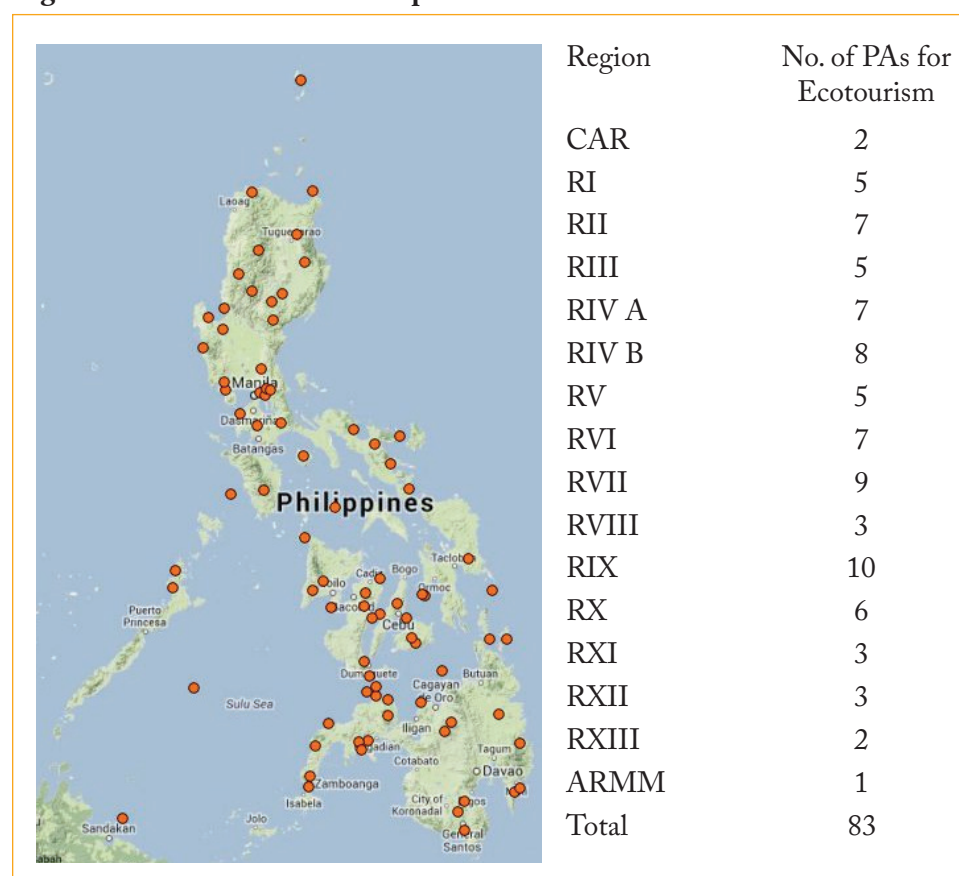 Region No. of PAs for
Ecotourism
CAR 2
RI 5
RII 7
RIII 5
RIV A 7
RIV B 8
RV 5
RVI 7
RVII 9
RVIII 3
RIX 10
RX 6
RXI 3
RXII 3
RXIII 2
ARMM 1
Total 83
Laoag
Manila
Batangas
Philippines
Bogo
Cebu
Puerto
Princesa
Butuan
Cagayan
de Oro
Sulu Sea
Iligan
Tagum
Cotabato
Davao
Zamboanga
Isabela
City of
Koronadal
Jolo
General
Santos
Sandakan